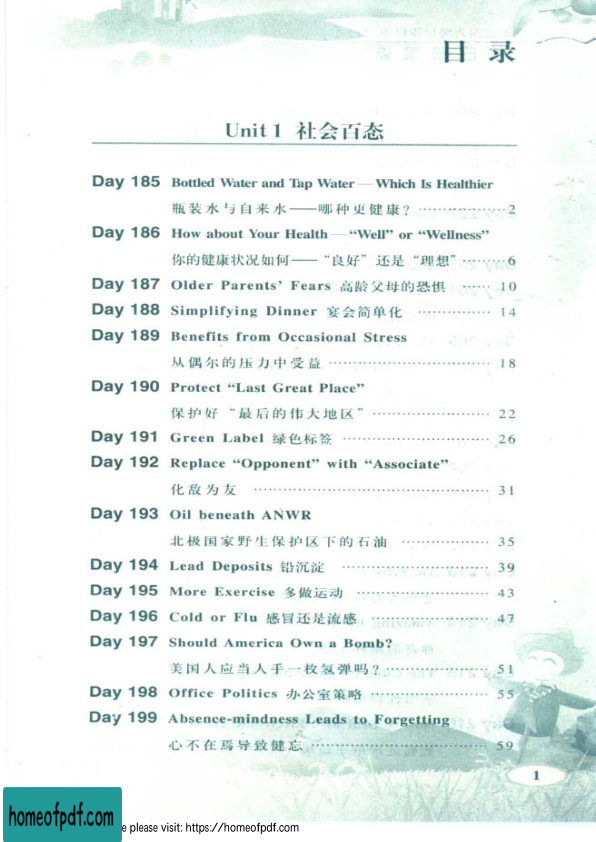 目 录
Unit 1 社会百态
Day 185 Bottled Water and Tap Water—Which Is Healthier
瓶装水与自来水——哪种更健康? ……………… 2
Day 186 How about Your Health—“Well” or “Wellness”
你的健康状况如何——“良好”还是“理想” ……… 6
Day 187 Older Parents’ Fears 高龄父母的恐惧 …… 10
Day 188 Simplifying Dinner 宴会简单化 …………… 14
Day 189 Benefits from Occasional Stress
从偶尔的压力中受益 ……………………………… 18
Day 190 Protect “Last Great Place”
保护好“最后的伟大地区” ……………………… 22
Day 191 Green Label 绿色标签 …………………………… 26
Day 192 Replace “Opponent” with “Associate”
化敌为友 ……………………………………………… 31
Day 193 Oil beneath ANWR
北极国家野生保护区下的石油 ……………… 35
Day 194 Lead Deposits 铅沉淀 ……………………………… 39
Day 195 More Exercise 多做运动 ………………………… 43
Day 196 Cold or Flu 感冒还是流感 ……………………… 47
Day 197 Should America Own a Bomb?
美国人应当人手一枚氢弹吗? …………………… 51
Day 198 Office Politics 办公室策略 …………………… 55
Day 199 Absence-mindness Leads to Forgetting
心不在焉导致健忘 ………………………………… 59
1
homeofpdf.com
e please visit: https://homeofpdf.com